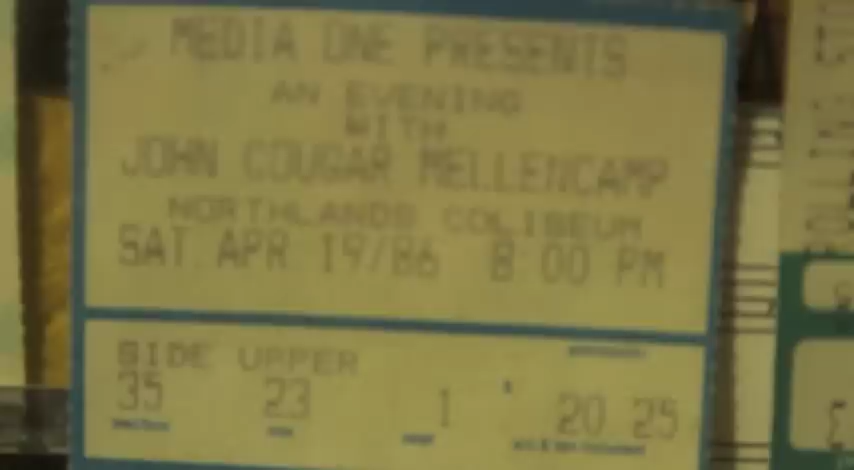 MEDIA ONE PRESENTS
AN EVENING
WITH
JOHN COUGAR MELLENCAMP
NORTHLANDS COLISEUM
SAT APR 19/86 8:00 PM
SIDE UPPER
35 23 1 20 25